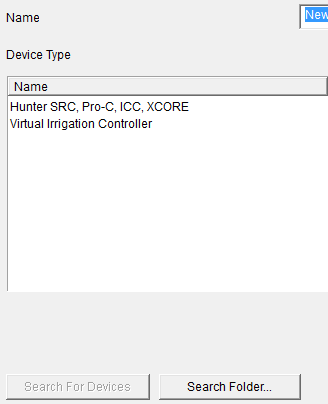 Name
New
Device Type
Name
Hunter SRC, Pro-C, ICC, XCORE
Virtual Irrigation Controller
Search For Devices
Search Folder...